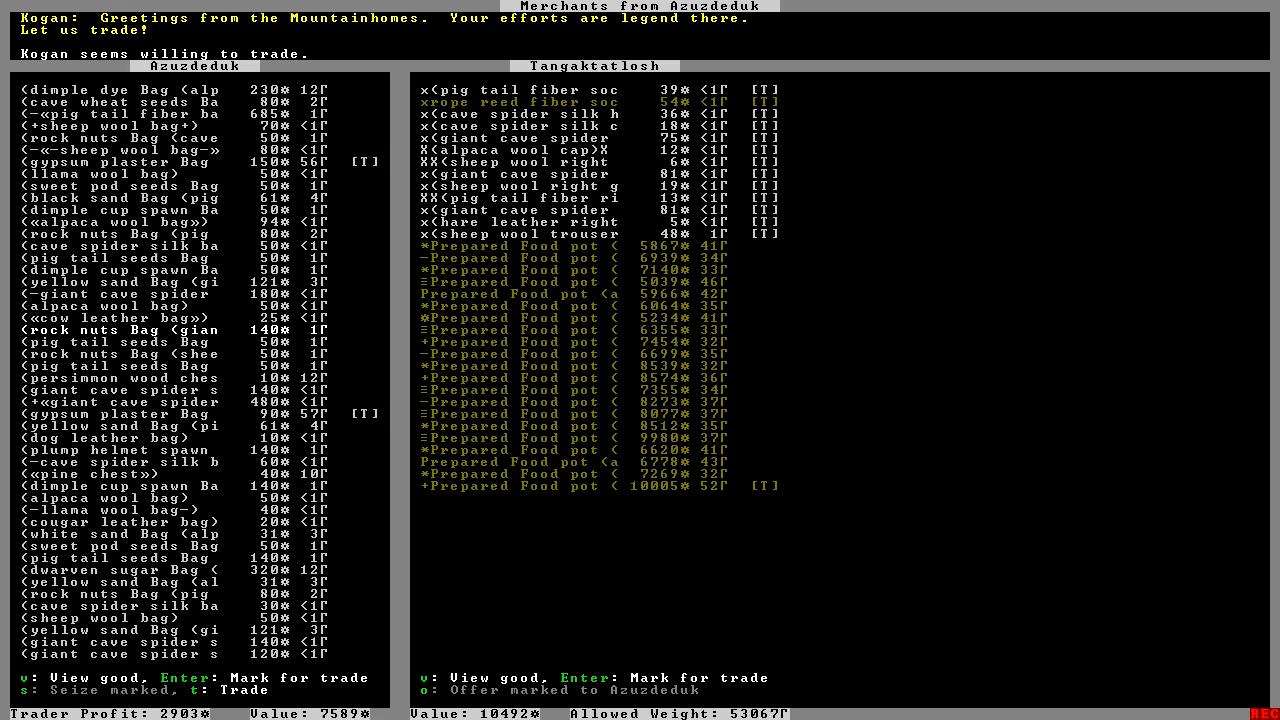 Merchants from Azuzdeduk
Kogan:  Greetings from the Mountainhomes.  Your efforts are legend there.
Let us trade!
Kogan seems willing to trade.
Azuzdeduk
(dimple dye Bag (alp 230☼ 12Γ
(cave wheat seeds Ba 80☼ 2Γ
(-«pig tail fiber ba 685☼ 1Γ
(+sheep wool bag+) 70☼ <1Γ
(rock nuts Bag (cave 50☼ 1Γ
(-«-sheep wool bag-» 80☼ <1Γ
(gypsum plaster Bag 150☼ 56Γ [T]
(llama wool bag) 50☼ <1Γ
(sweet pod seeds Bag 50☼ 1Γ
(black sand Bag (pig 61☼ 4Γ
(dimple cup spawn Ba 50☼ 1Γ
(«alpaca wool bag») 94☼ <1Γ
(rock nuts Bag (pig 80☼ 2Γ
(cave spider silk ba 50☼ <1Γ
(pig tail seeds Bag 50☼ 1Γ
(dimple cup spawn Ba 50☼ 1Γ
(yellow sand Bag (gi 121☼ 3Γ
(-giant cave spider 180☼ <1Γ
(alpaca wool bag) 50☼ <1Γ
(«cow leather bag») 25☼ <1Γ
(rock nuts Bag (gian 140☼ 1Γ
(pig tail seeds Bag 50☼ 1Γ
(rock nuts Bag (shee 50☼ 1Γ
(pig tail seeds Bag 50☼ 1Γ
(persimmon wood ches 10☼ 12Γ
(giant cave spider s 140☼ <1Γ
(+«giant cave spider 480☼ <1Γ
(gypsum plaster Bag 90☼ 57Γ [T]
(yellow sand Bag (pi 61☼ 4Γ
(dog leather bag) 10☼ <1Γ
(plump helmet spawn 140☼ 1Γ
(-cave spider silk b 60☼ <1Γ
(«pine chest») 40☼ 10Γ
(dimple cup spawn Ba 140☼ 1Γ
(alpaca wool bag) 50☼ <1Γ
(-llama wool bag-) 40☼ <1Γ
(cougar leather bag) 20☼ <1Γ
(white sand Bag (alp 31☼ 3Γ
(sweet pod seeds Bag 50☼ 1Γ
(pig tail seeds Bag 140☼ 1Γ
(dwarven sugar Bag ( 320☼ 12Γ
(yellow sand Bag (al 31☼ 3Γ
(rock nuts Bag (pig 80☼ 2Γ
(cave spider silk ba 30☼ <1Γ
(sheep wool bag) 50☼ <1Γ
(yellow sand Bag (gi 121☼ 3Γ
(giant cave spider s 140☼ <1Γ
(giant cave spider s 120☼ <1Γ
v: View good, Enter: Mark for trade
s: Seize marked, t: Trade
Trader Profit: 2903☼ Value: 7589☼
Tangaktatlosh
x(pig tail fiber soc 39☼ <1Γ [T]
xrope reed fiber soc 54☼ <1Γ [T]
x(cave spider silk h 36☼ <1Γ [T]
x(cave spider silk c 18☼ <1Γ [T]
x(giant cave spider 75☼ <1Γ [T]
X(alpaca wool cap)X 12☼ <1Γ [T]
XX(sheep wool right 6☼ <1Γ [T]
x(giant cave spider 81☼ <1Γ [T]
x(sheep wool right g 19☼ <1Γ [T]
XX(pig tail fiber ri 13☼ <1Γ [T]
x(giant cave spider 81☼ <1Γ [T]
x(hare leather right 5☼ <1Γ [T]
x(sheep wool trouser 48☼ 1Γ [T]
*Prepared Food pot ( 5867☼ 41Γ
-Prepared Food pot ( 6939☼ 34Γ
*Prepared Food pot ( 7140☼ 33Γ
≡Prepared Food pot ( 5039☼ 46Γ
Prepared Food pot (a 5966☼ 42Γ
*Prepared Food pot ( 6064☼ 35Γ
☼Prepared Food pot ( 5234☼ 41Γ
≡Prepared Food pot ( 6355☼ 33Γ
+Prepared Food pot ( 7454☼ 32Γ
-Prepared Food pot ( 6699☼ 35Γ
*Prepared Food pot ( 8539☼ 32Γ
+Prepared Food pot ( 8574☼ 36Γ
≡Prepared Food pot ( 7355☼ 34Γ
-Prepared Food pot ( 8273☼ 37Γ
≡Prepared Food pot ( 8077☼ 37Γ
*Prepared Food pot ( 8512☼ 35Γ
≡Prepared Food pot ( 9980☼ 37Γ
*Prepared Food pot ( 6620☼ 41Γ
Prepared Food pot (a 6778☼ 43Γ
*Prepared Food pot ( 7269☼ 32Γ
+Prepared Food pot ( 10005☼ 52Γ [T]
v: View good, Enter: Mark for trade
o: Offer marked to Azuzdeduk
Value: 10492☼ Allowed Weight: 53067Γ
REC